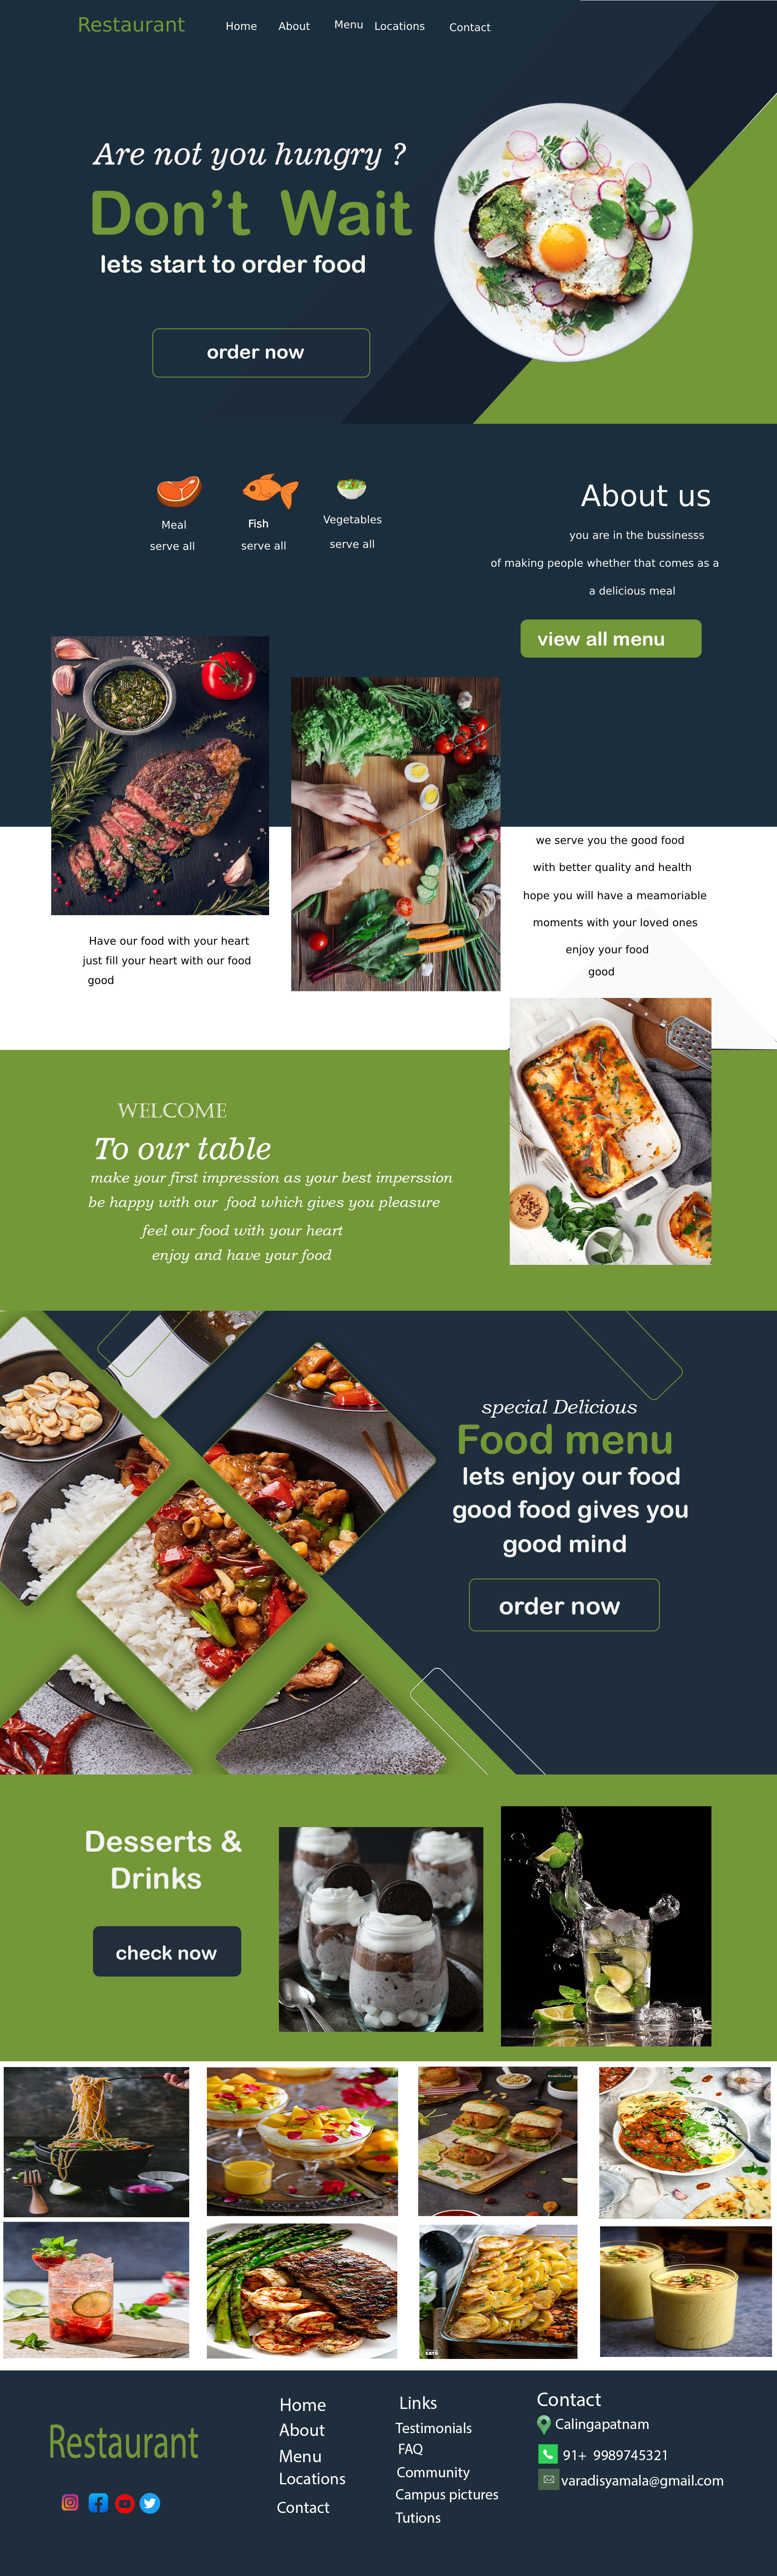 Restaurant
Home About Menu Locations Contact
Are not you hungry ?
Don’t Wait
lets start to order food
order now
Meal
serve all
Fish
serve all
Vegetables
serve all
About us
you are in the bussinesss
of making people whether that comes as a
a delicious meal
view all menu
Have our food with your heart
just fill your heart with our food
good
we serve you the good food
with better quality and health
hope you will have a meamoriable
moments with your loved ones
enjoy your food
good
WELCOME
To our table
make your first impression as your best imperssion
be happy with our food which gives you pleasure
feel our food with your heart
enjoy and have your food
special Delicious
Food menu
lets enjoy our food
good food gives you
good mind
order now
Desserts &
Drinks
check now
Restaurant
Home
About
Menu
Locations
Contact
Links
Testimonials
FAQ
Community
Campus pictures
Tutions
Contact
Calingapatnam
91+ 9989745321
varadisyamala@gmail.com